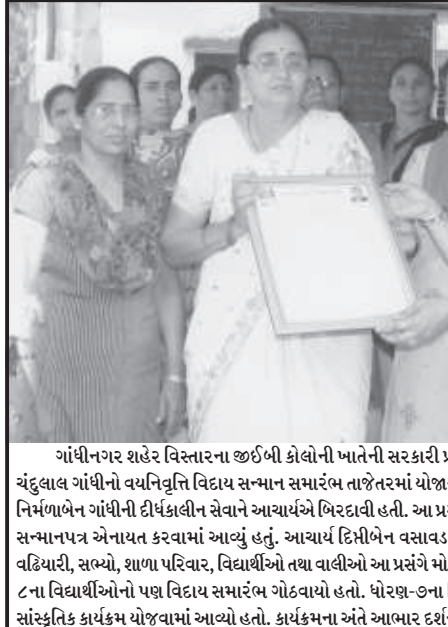 ગાંધીનગર શહેર વિસ્તારના જીઈબી કોલોની ખાતેની સરકારી
ચંદુલાલ ગાંધીનો વયનિવૃત્તિ વિદાય સન્માન સમારંભ તાજેતરમાં
નિર્મળાબેન ગાંધીની દીર્ધકાલીન સેવાને આચાર્યએ બિરદાવી હતી. આ
સન્માનપત્ર એનાયત કરવામાં આવ્યું હતું. આચાર્ય દિપ્તીબેન વસાવડ
વઢિયારી, સભ્યો, શાળા પરિવાર, વિદ્યાર્થીઓ તથા વાલીઓ આ પ્રસંગે
૮ના વિદ્યાર્થીઓનો પણ વિદાય સમારંભ ગોઠવાયો હતો. ધોરણ-૭ના
સાંસ્કૃતિક કાર્યક્રમ યોજવામાં આવ્યો હતો. કાર્યક્રમના અંતે આભાર